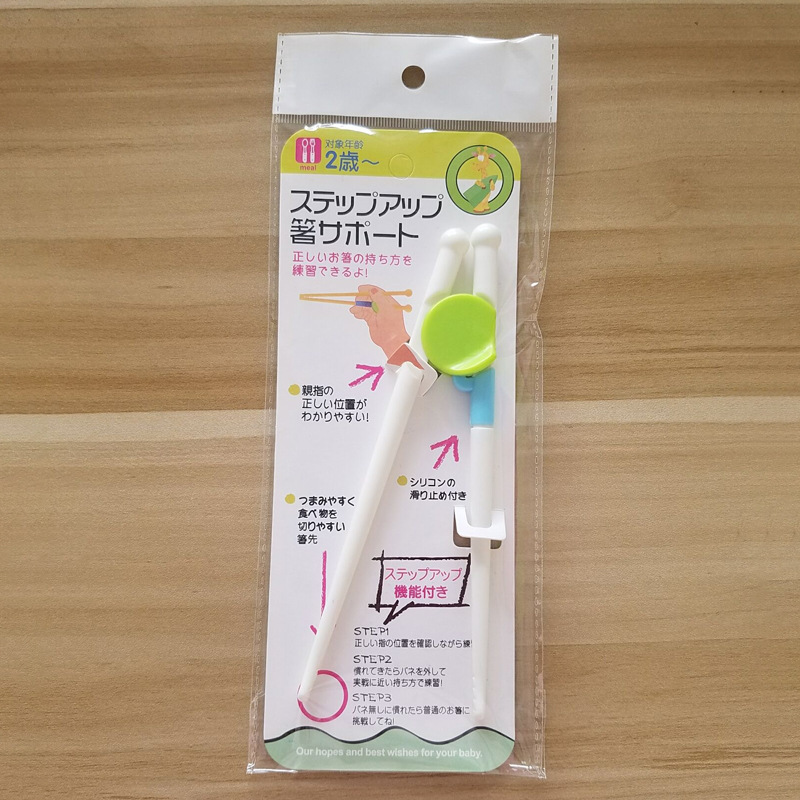 meal
対象年齢
2歳～
ステップアップ
箸サポート
正しいお箸の持ち方を
練習できるよ!
親指の
正しい位置が
わかりやすい!
シリコンの
滑り止め付き
つまみやすく
食べ物を
切りやすい
箸先
ステップアップ
機能付き
STEP1
正しい指の位置を確認しながら練
STEP2
慣れてきたらバネを外して
実戦に近い持ち方で練習!
STEP3
バネ無しに慣れたら普通のお箸に
挑戦してね!
Our hopes and best wishes for your baby.